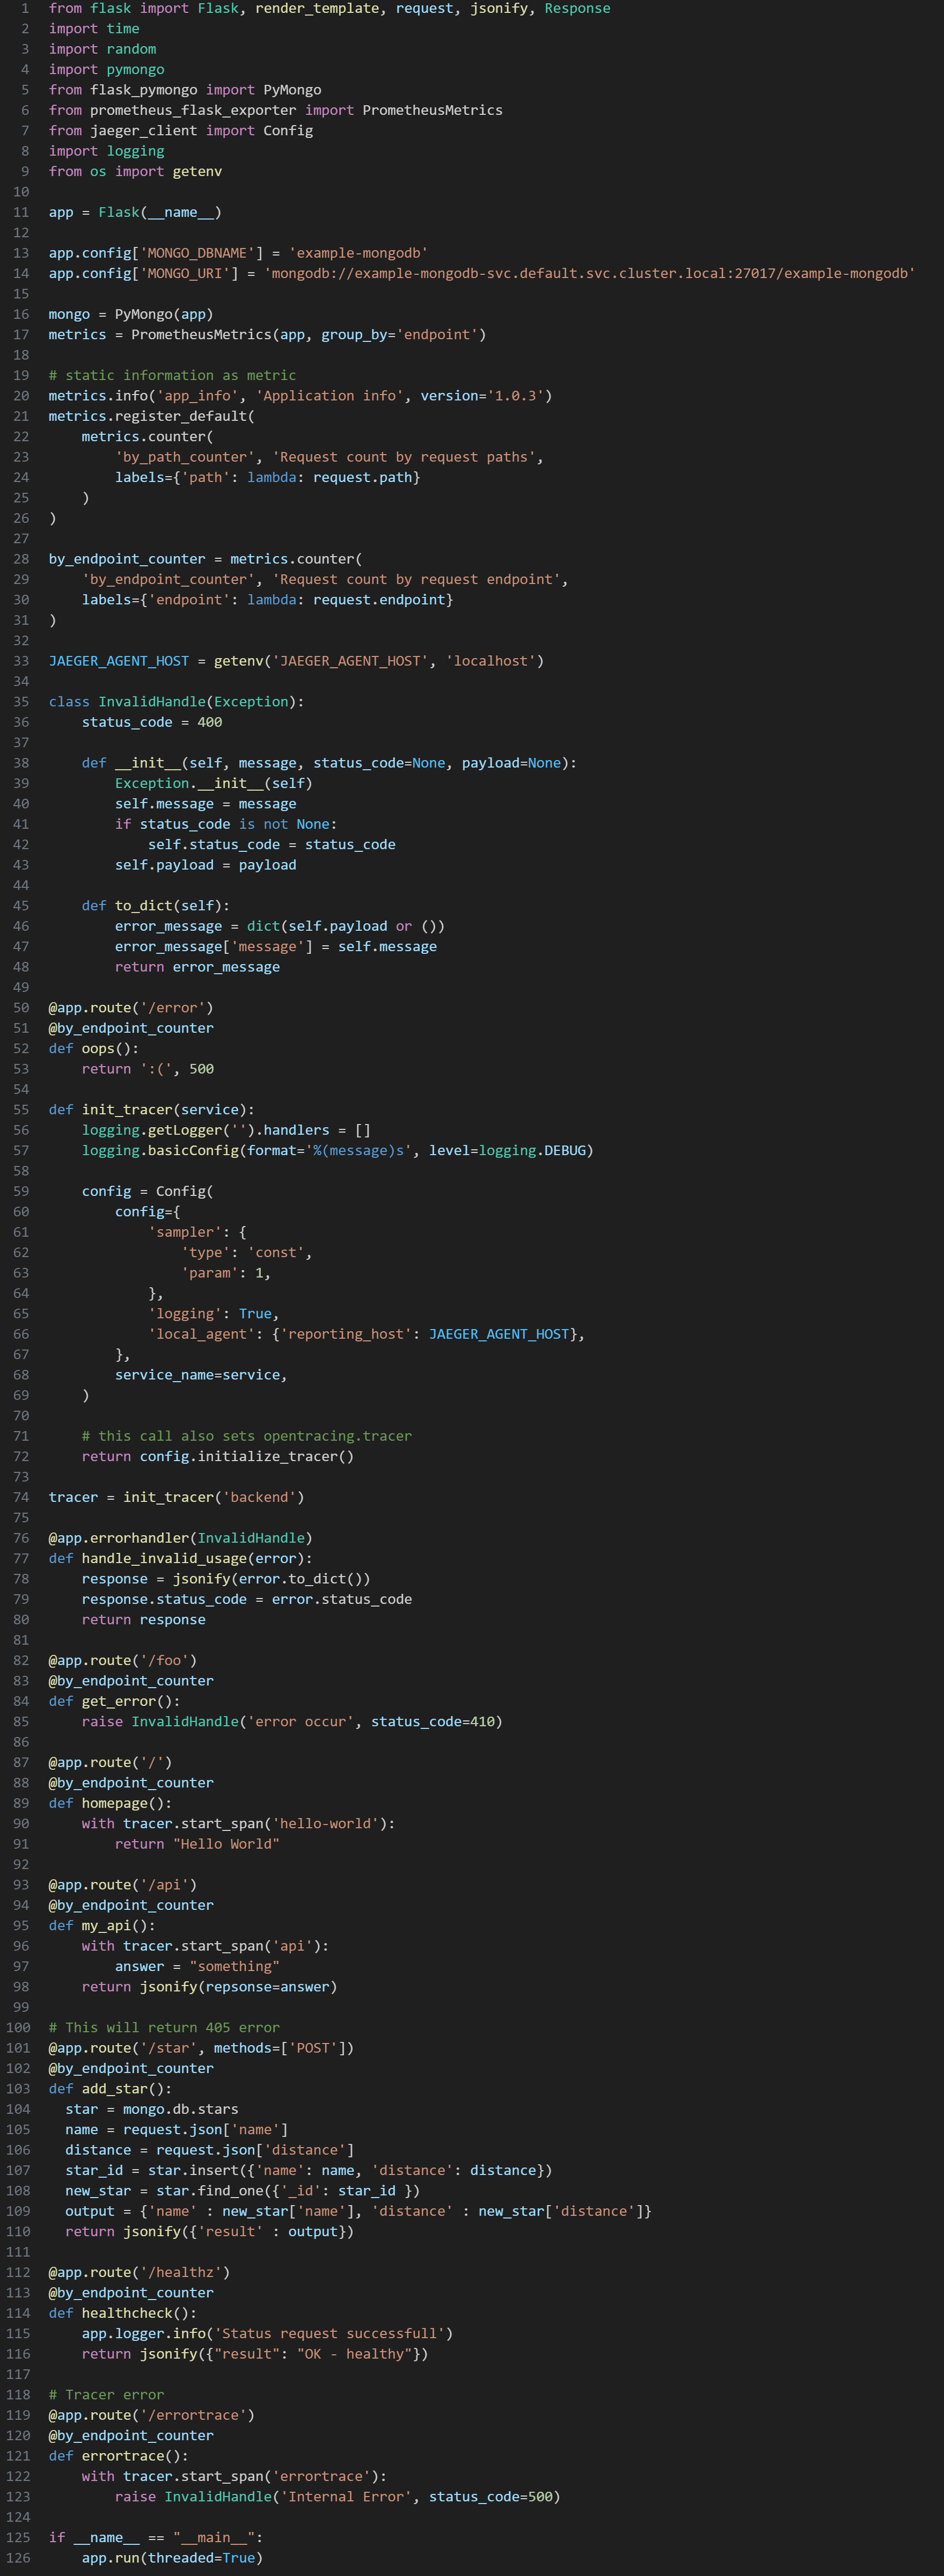 1 from flask import Flask, render_template, request, jsonify, Response
2 import time
3 import random
4 import pymongo
5 from flask_pymongo import PyMongo
6 from prometheus_flask_exporter import PrometheusMetrics
7 from jaeger_client import Config
8 import logging
9 from os import getenv
10
11 app = Flask(__name__)
12
13 app.config['MONGO_DBNAME'] = 'example-mongodb'
14 app.config['MONGO_URI'] = 'mongodb://example-mongodb-svc.default.svc.cluster.local:27017/example-mongodb'
15
16 mongo = PyMongo(app)
17 metrics = PrometheusMetrics(app, group_by='endpoint')
18
19 # static information as metric
20 metrics.info('app_info', 'Application info', version='1.0.3')
21 metrics.register_default(
22     metrics.counter(
23         'by_path_counter', 'Request count by request paths',
24         labels={'path': lambda: request.path}
25     )
26 )
27
28 by_endpoint_counter = metrics.counter(
29     'by_endpoint_counter', 'Request count by request endpoint',
30     labels={'endpoint': lambda: request.endpoint}
31 )
32
33 JAEGER_AGENT_HOST = getenv('JAEGER_AGENT_HOST', 'localhost')
34
35 class InvalidHandle(Exception):
36     status_code = 400
37
38     def __init__(self, message, status_code=None, payload=None):
39         Exception.__init__(self)
40         self.message = message
41         if status_code is not None:
42             self.status_code = status_code
43         self.payload = payload
44
45     def to_dict(self):
46         error_message = dict(self.payload or ())
47         error_message['message'] = self.message
48         return error_message
49
50 @app.route('/error')
51 @by_endpoint_counter
52 def oops():
53     return ':(', 500
54
55 def init_tracer(service):
56     logging.getLogger('').handlers = []
57     logging.basicConfig(format='%(message)s', level=logging.DEBUG)
58
59     config = Config(
60         config={
61             'sampler': {
62                 'type': 'const',
63                 'param': 1,
64             },
65             'logging': True,
66             'local_agent': {'reporting_host': JAEGER_AGENT_HOST},
67         },
68         service_name=service,
69     )
70
71     # this call also sets opentracing.tracer
72     return config.initialize_tracer()
73
74 tracer = init_tracer('backend')
75
76 @app.errorhandler(InvalidHandle)
77 def handle_invalid_usage(error):
78     response = jsonify(error.to_dict())
79     response.status_code = error.status_code
80     return response
81
82 @app.route('/foo')
83 @by_endpoint_counter
84 def get_error():
85     raise InvalidHandle('error occur', status_code=410)
86
87 @app.route('/')
88 @by_endpoint_counter
89 def homepage():
90     with tracer.start_span('hello-world'):
91         return "Hello World"
92
93 @app.route('/api')
94 @by_endpoint_counter
95 def my_api():
96     with tracer.start_span('api'):
97         answer = "something"
98     return jsonify(repsonse=answer)
99
100 # This will return 405 error
101 @app.route('/star', methods=['POST'])
102 @by_endpoint_counter
103 def add_star():
104   star = mongo.db.stars
105   name = request.json['name']
106   distance = request.json['distance']
107   star_id = star.insert({'name': name, 'distance': distance})
108   new_star = star.find_one({'_id': star_id })
109   output = {'name' : new_star['name'], 'distance' : new_star['distance']}
110   return jsonify({'result' : output})
111
112 @app.route('/healthz')
113 @by_endpoint_counter
114 def healthcheck():
115     app.logger.info('Status request successfull')
116     return jsonify({"result": "OK - healthy"})
117
118 # Tracer error
119 @app.route('/errortrace')
120 @by_endpoint_counter
121 def errortrace():
122     with tracer.start_span('errortrace'):
123         raise InvalidHandle('Internal Error', status_code=500)
124
125 if __name__ == "__main__":
126     app.run(threaded=True)